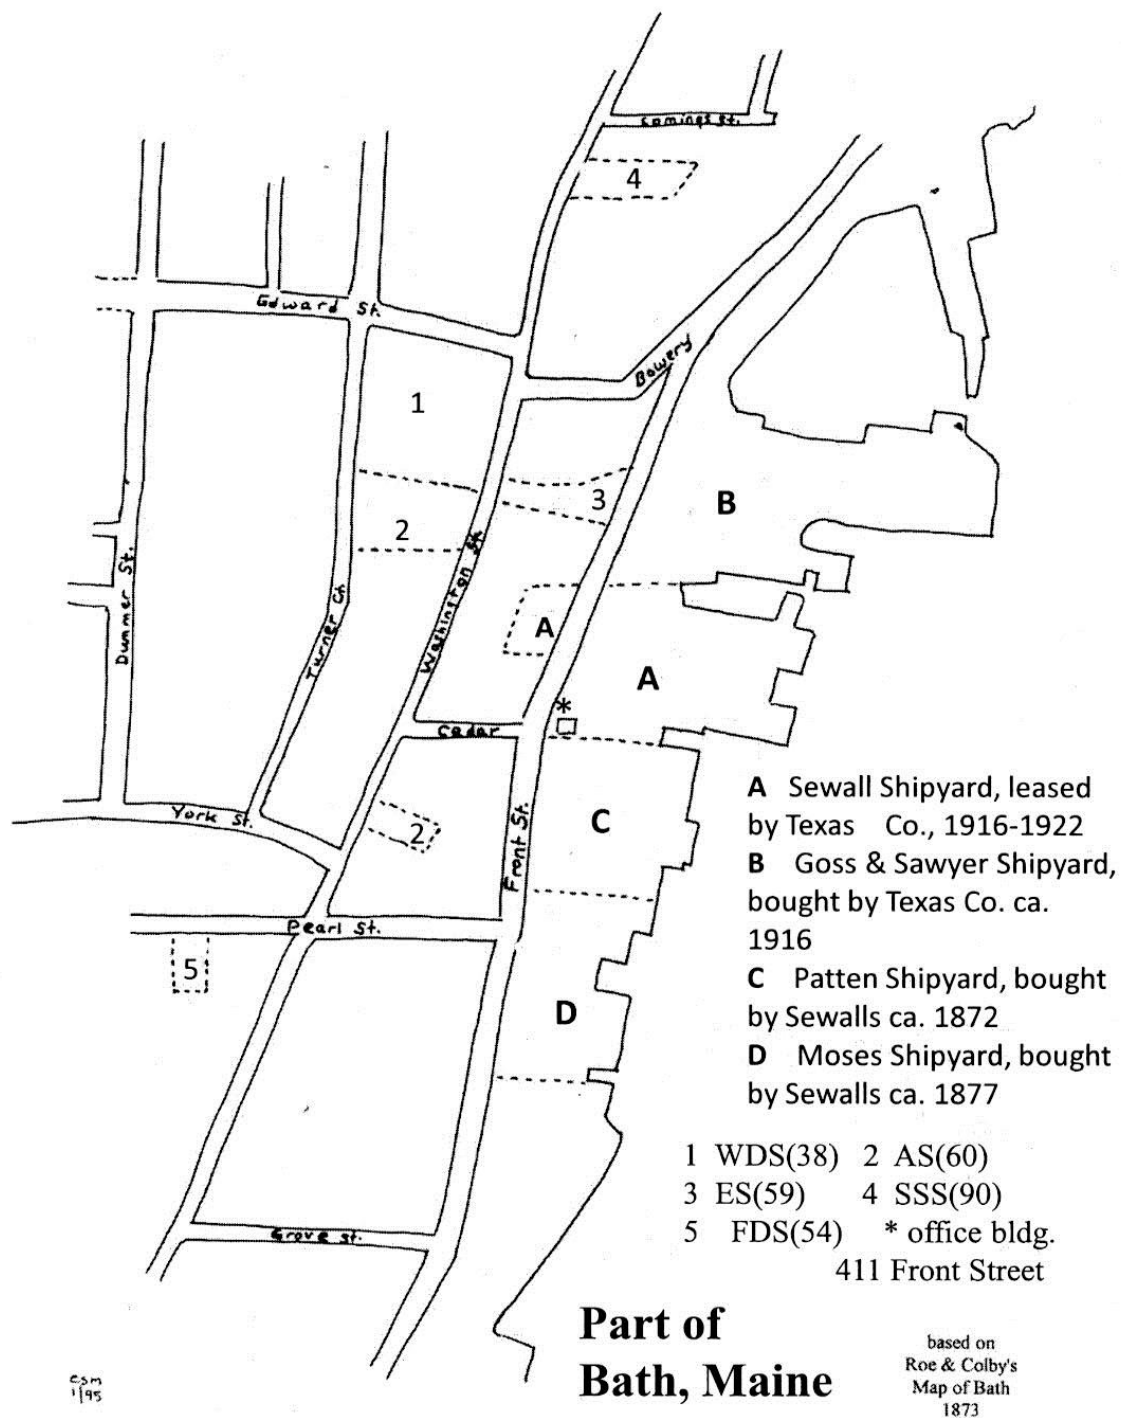 Comings St.
4
Edward St.
Bowery
1
3
B
2
Washington St.
Dummer St.
A
Turner Ct.
A
*
Cedar
A Sewall Shipyard, leased
by Texas Co., 1916-1922
B Goss & Sawyer Shipyard,
bought by Texas Co. ca.
1916
C Patten Shipyard, bought
by Sewalls ca. 1872
D Moses Shipyard, bought
by Sewalls ca. 1877
York St.
C
2
Front St.
Pearl St.
5
D
1 WDS(38) 2 AS(60)
3 ES(59) 4 SSS(90)
5 FDS(54) * office bldg.
411 Front Street
Grove St.
Part of
Bath, Maine
based on
Roe & Colby's
Map of Bath
1873
esm
1/95